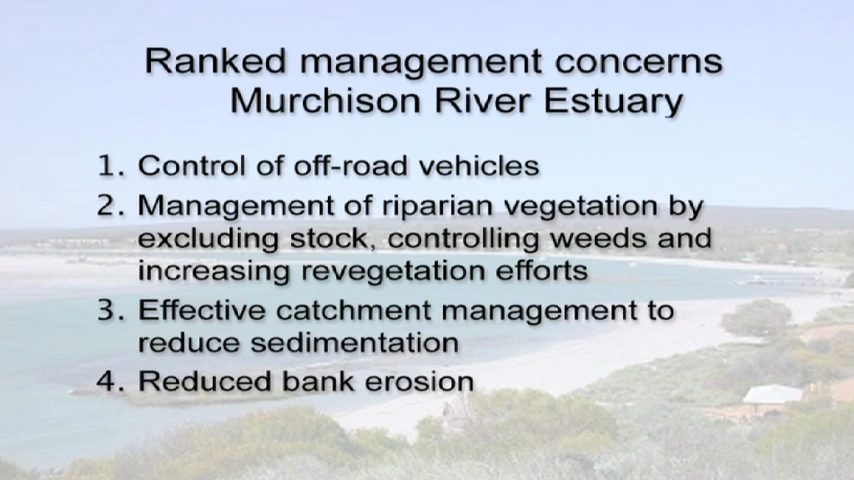 Ranked management concerns
Murchison River Estuary
1. Control of off-road vehicles
2. Management of riparian vegetation by
excluding stock, controlling weeds and
increasing revegetation efforts
3. Effective catchment management to
reduce sedimentation
4. Reduced bank erosion